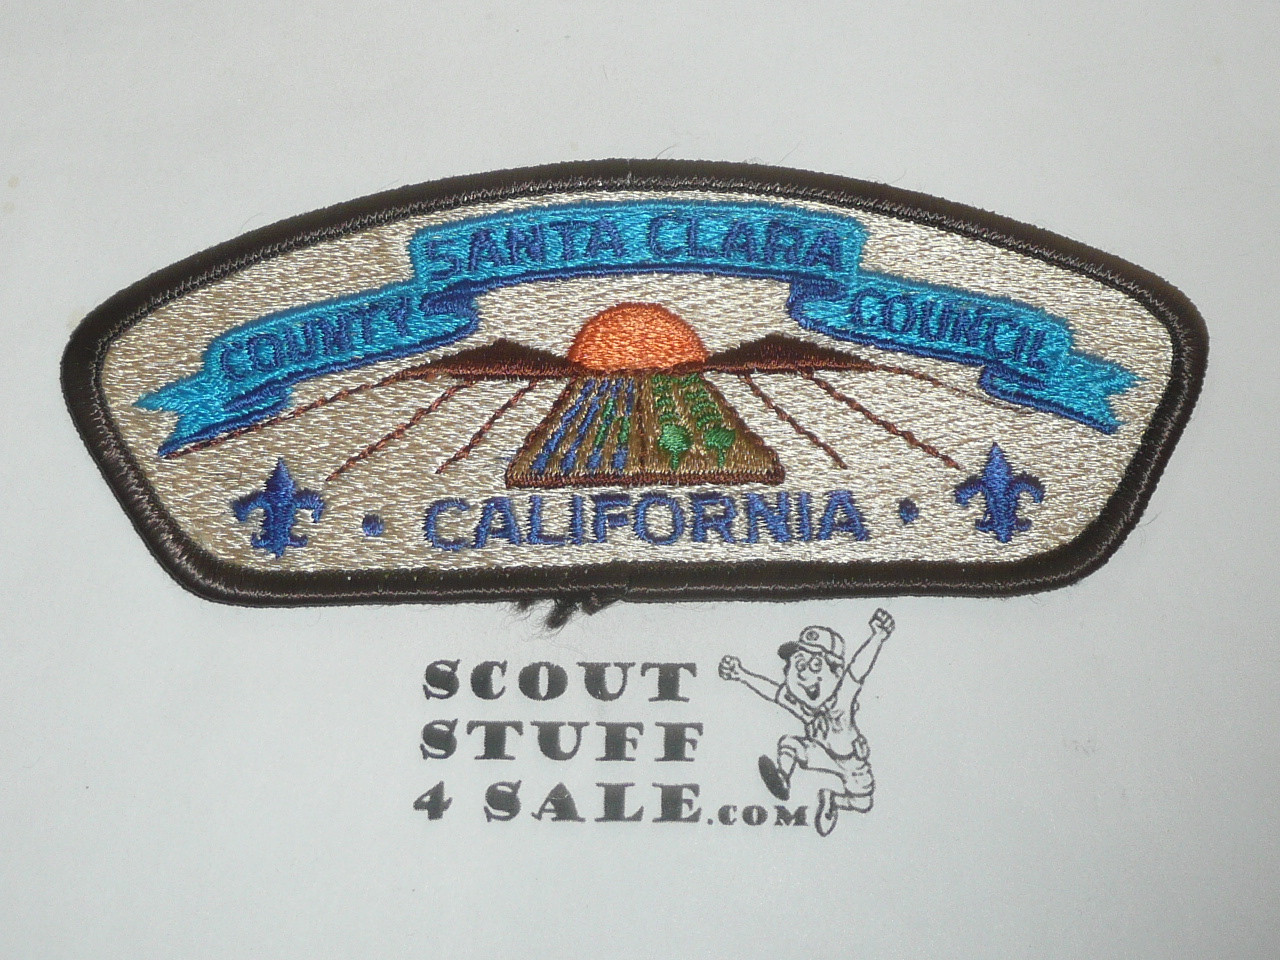 SANTA CLARA
COUNTY COUNCIL
• CALIFORNIA •
SCOUT
STUFF
4 SALE.COM